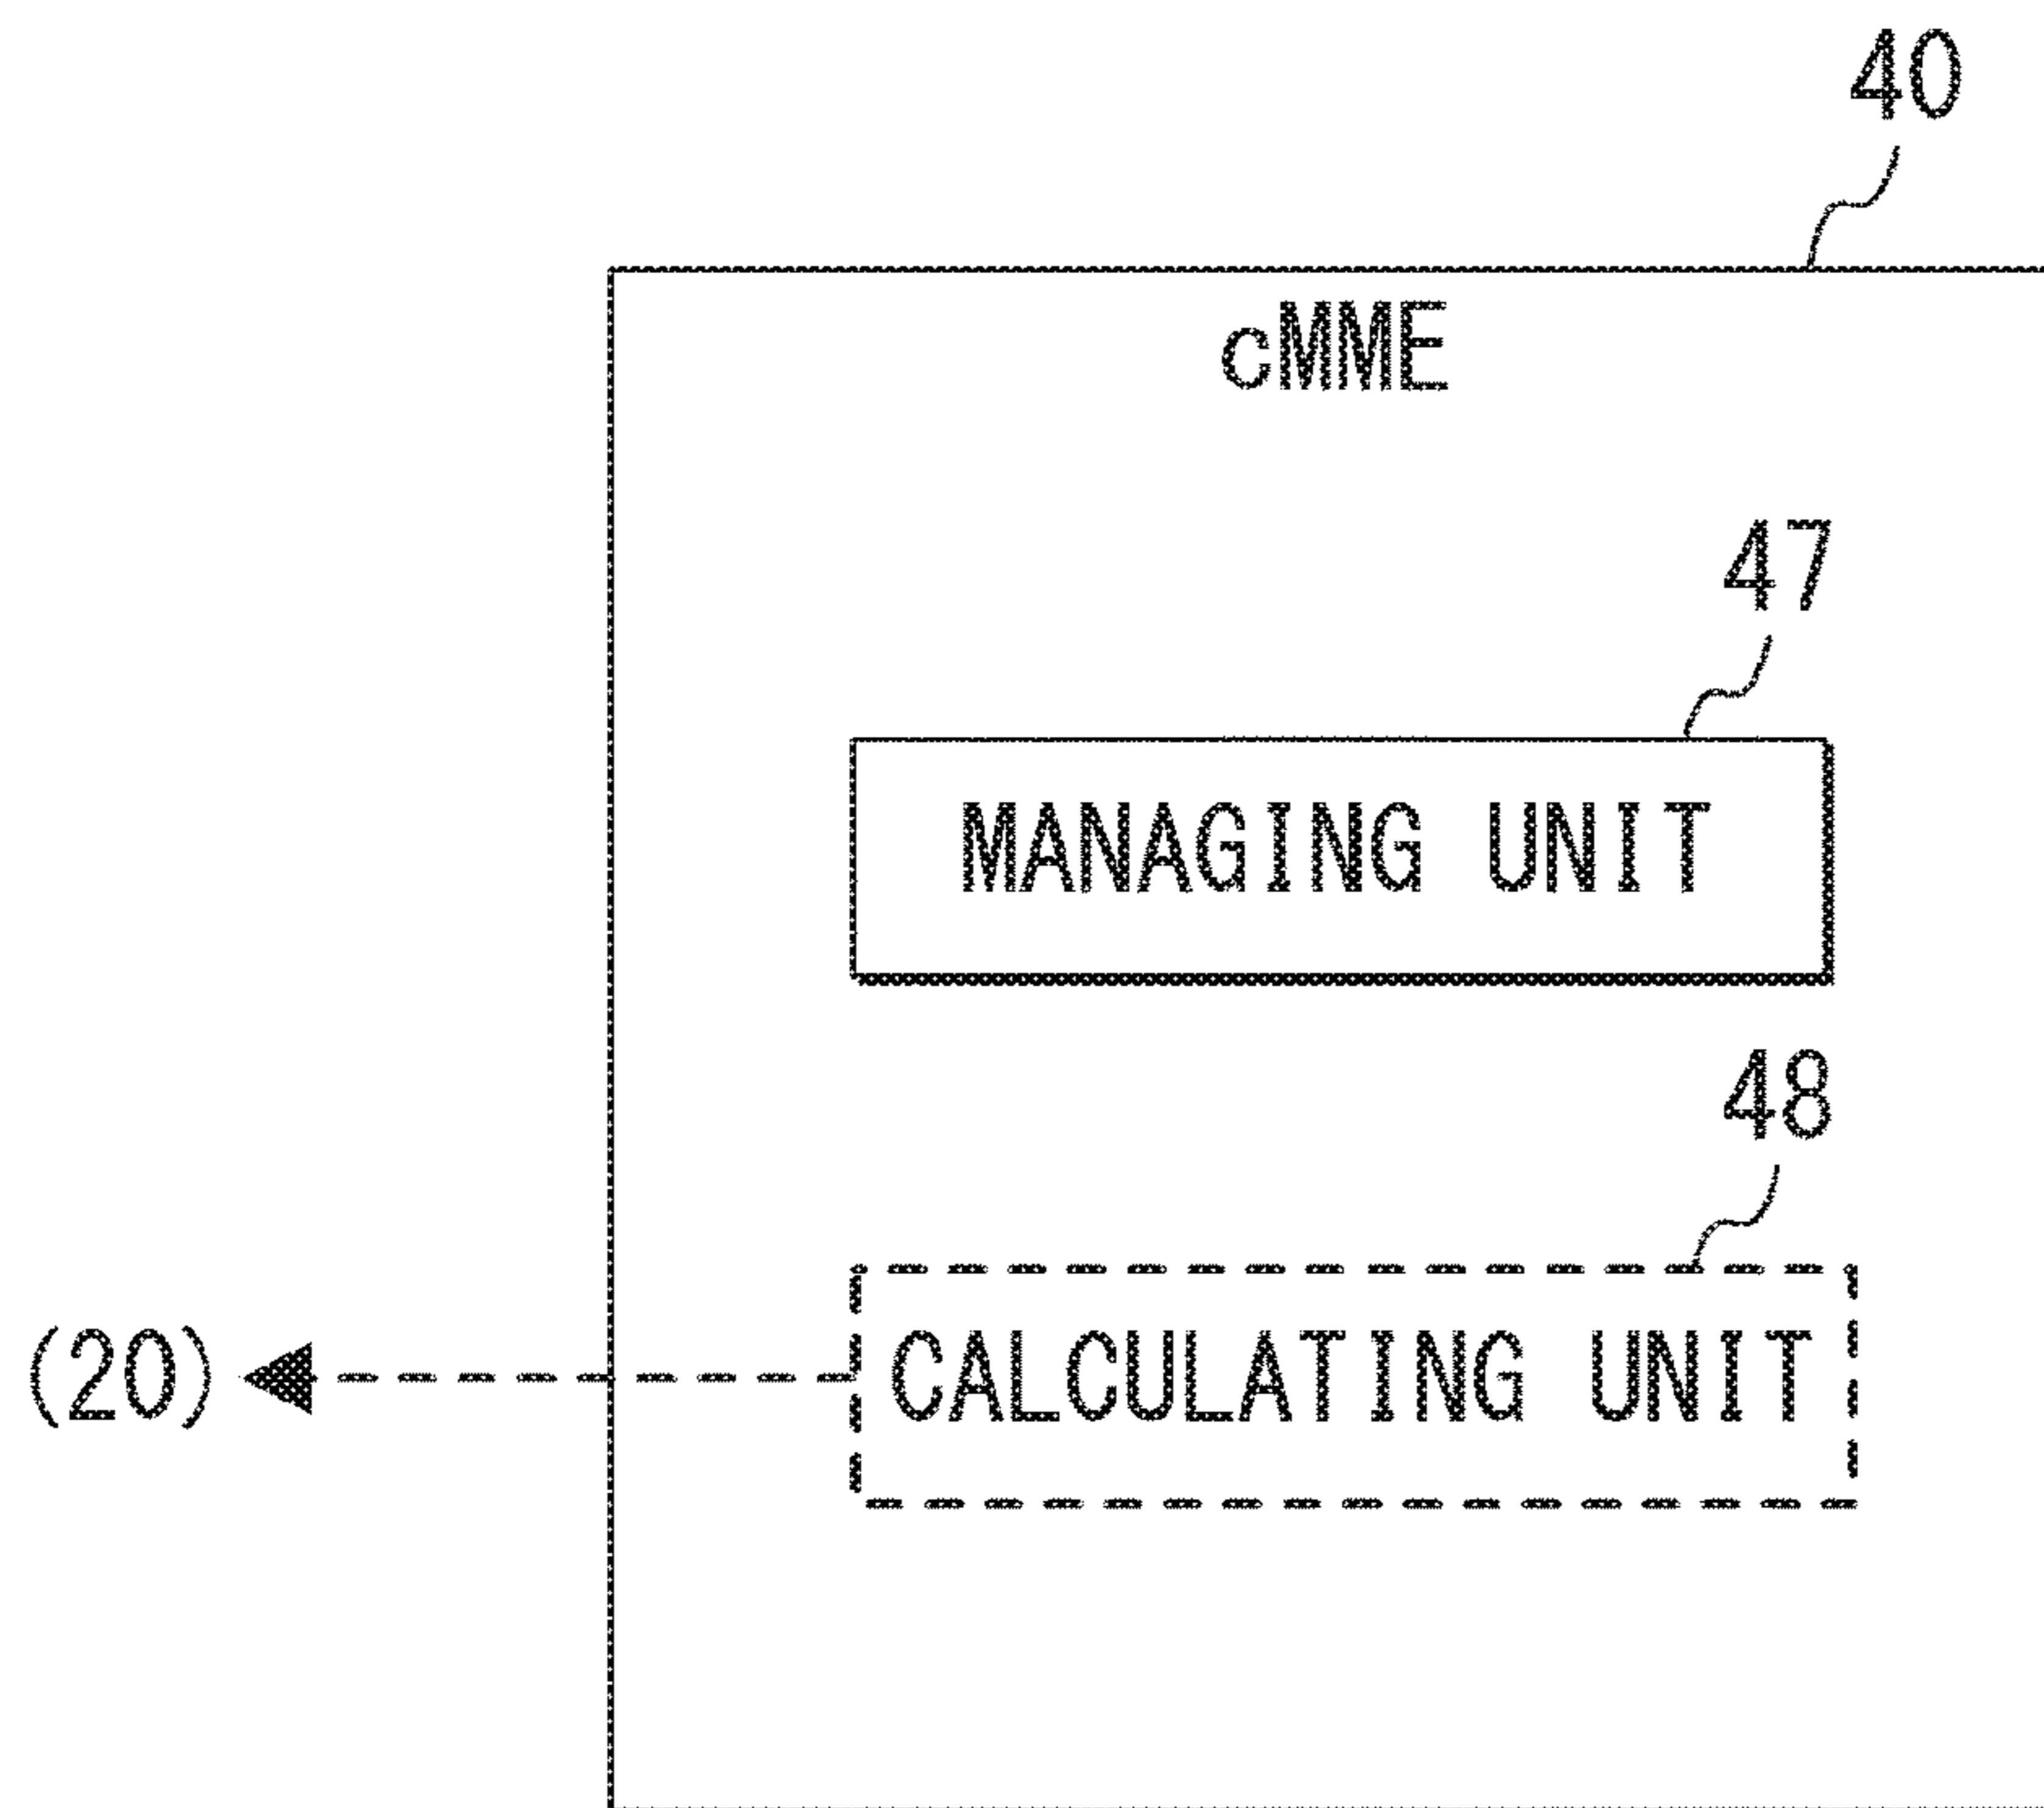 40
cMME
47
MANAGING UNIT
48
(20) CALCULATING UNIT